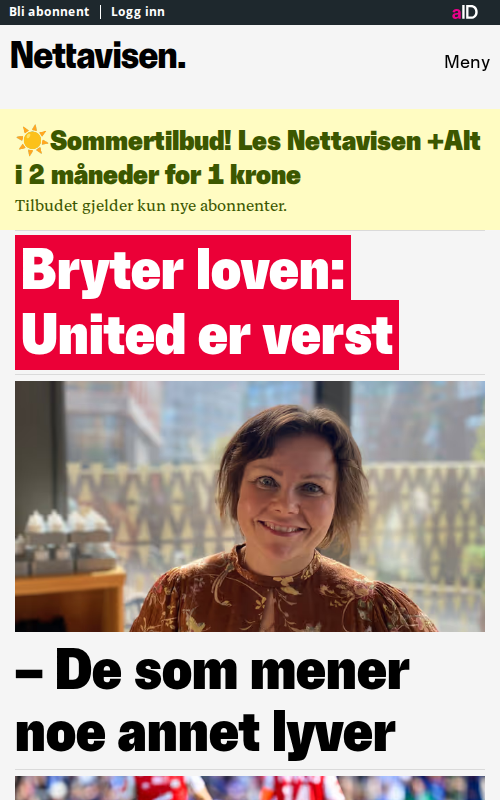 Bli abonnent
Logg inn
aID
Nettavisen.
Meny
☀️Sommertilbud! Les Nettavisen +Alt
i 2 måneder for 1 krone
Tilbudet gjelder kun nye abonnenter.
Bryter loven:
United er verst
– De som mener
noe annet lyver